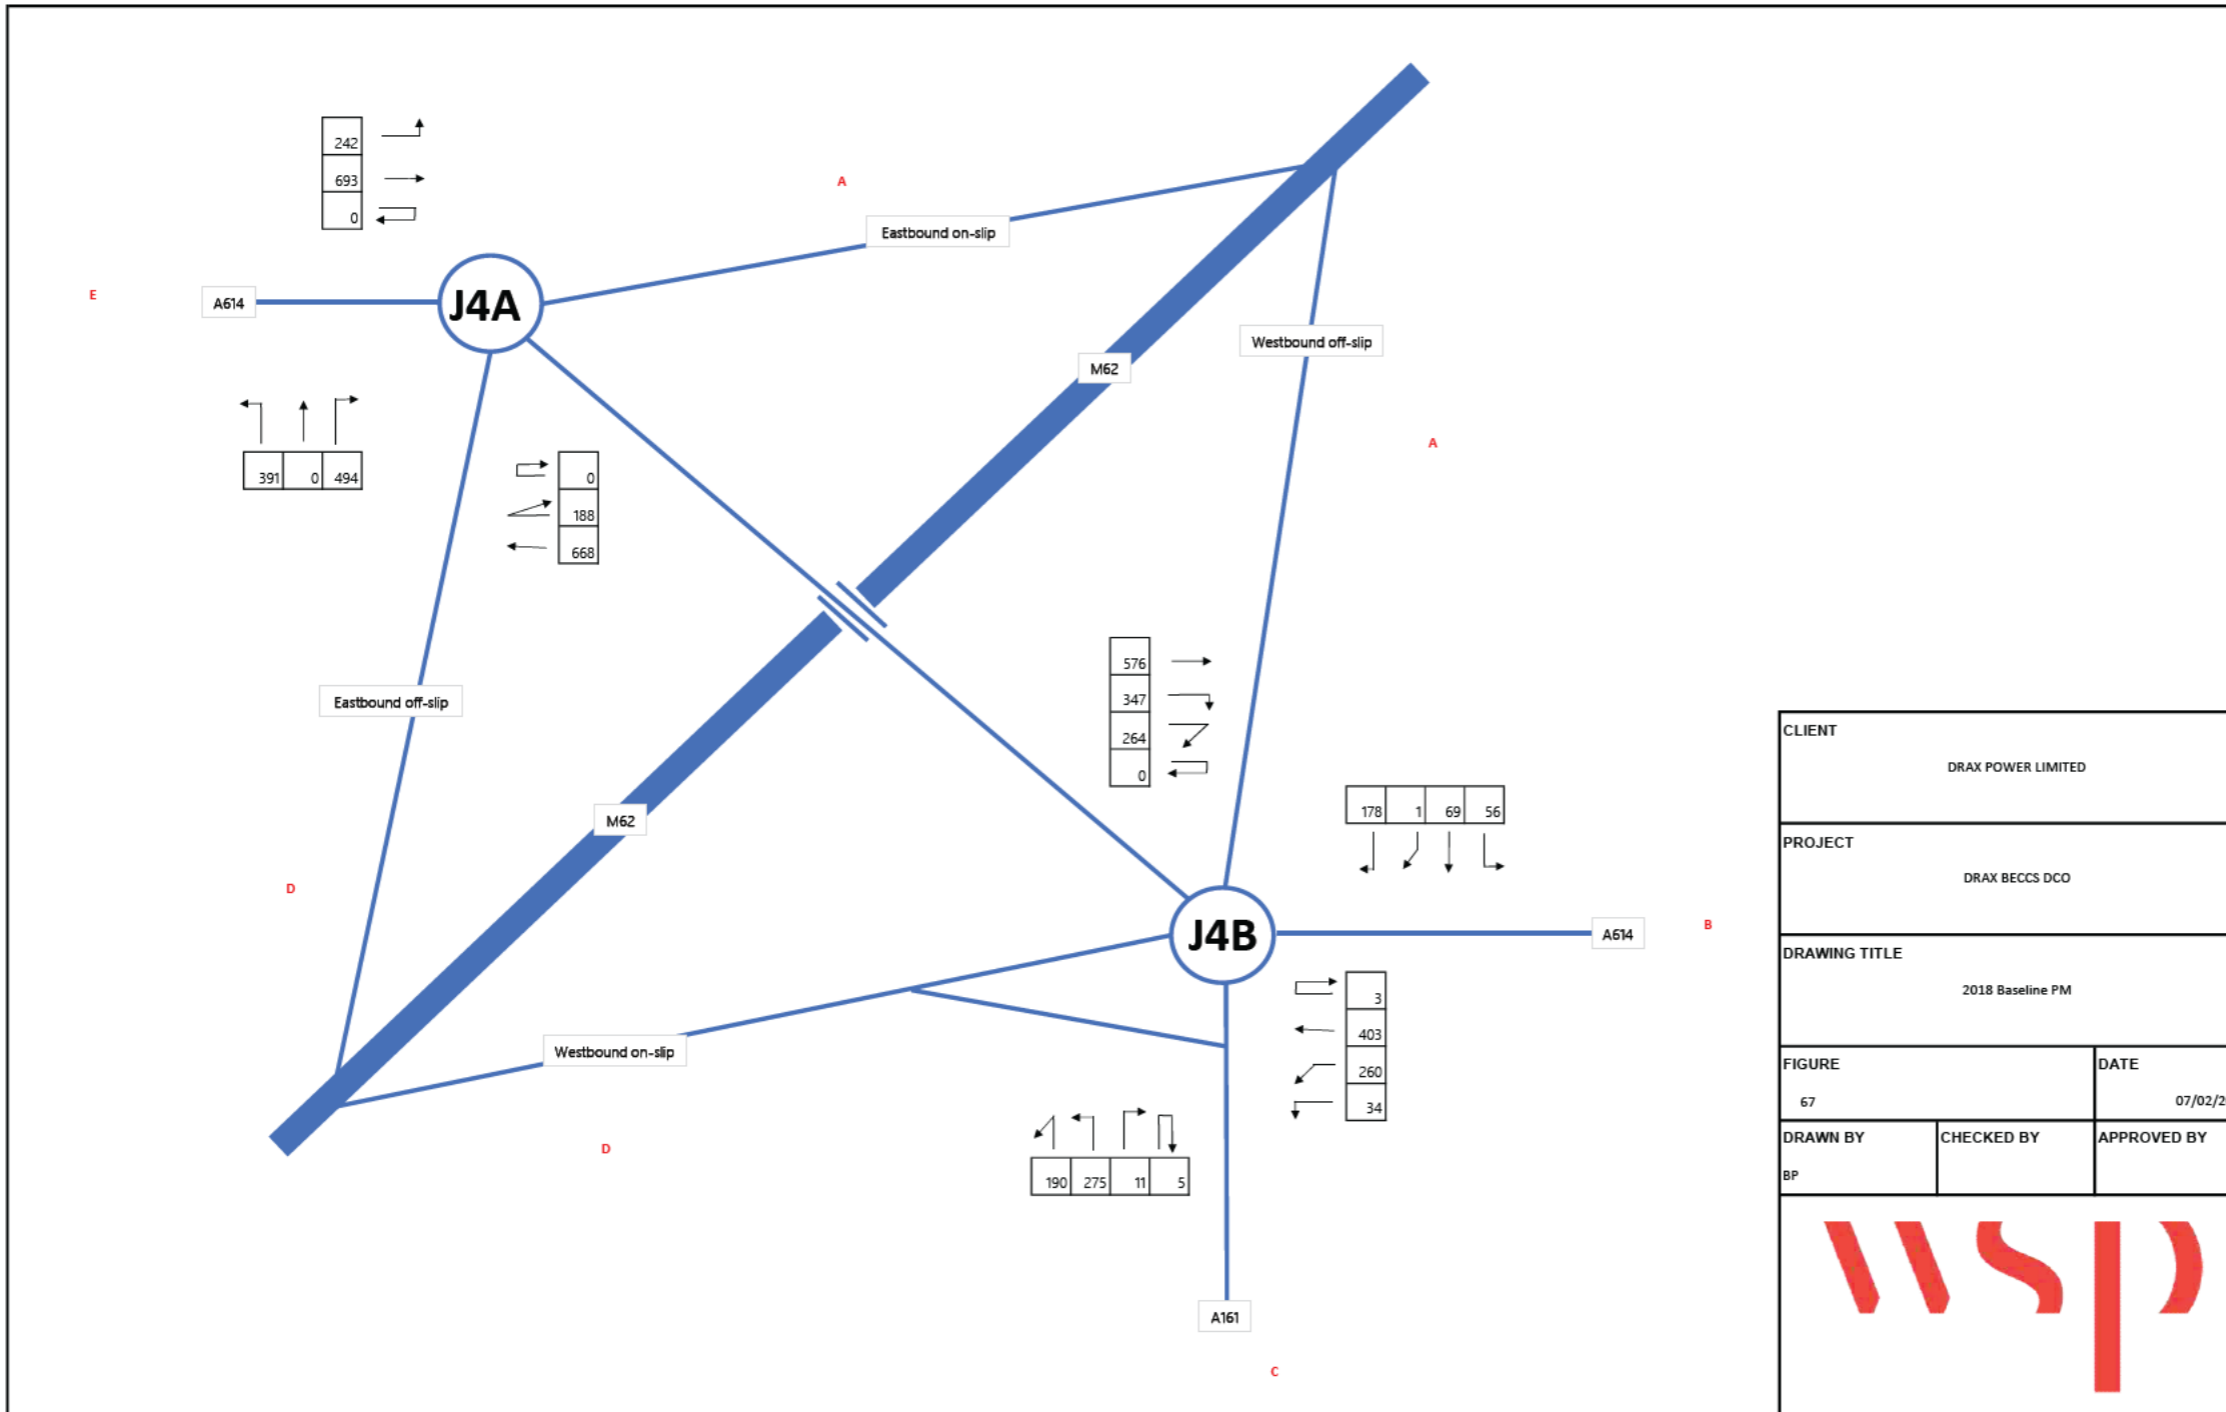 242
693
0
A
Eastbound on-slip
E
A614
J4A
Westbound off-slip
M62
391 0 494
0
188
668
A
576
347
264
0
Eastbound off-slip
M62
178 1 69 56
D
J4B
A614
B
3
403
260
34
Westbound on-slip
D
190 275 11 5
A161
C
CLIENT
DRAX POWER LIMITED
PROJECT
DRAX BECCS DCO
DRAWING TITLE
2018 Baseline PM
FIGURE DATE
67 07/02/2
DRAWN BY CHECKED BY APPROVED BY
BP
wsp